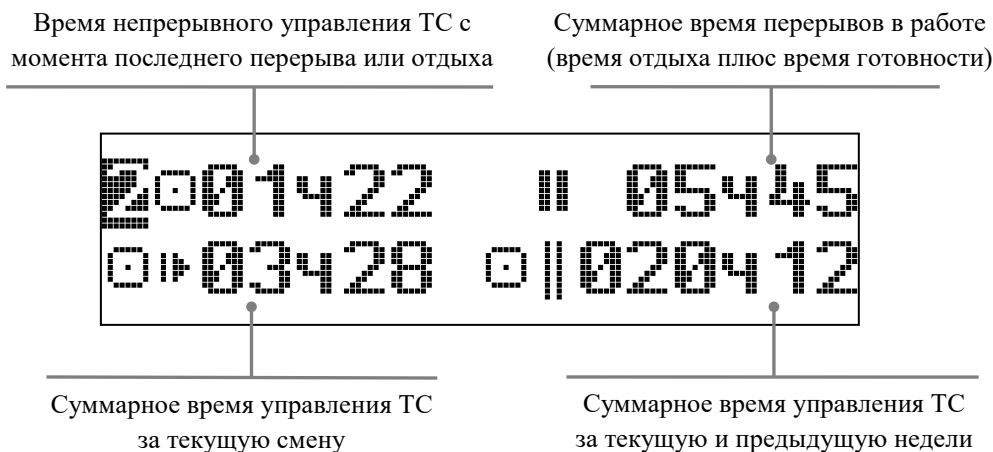 Время непрерывного управления ТС с
момента последнего перерыва или отдыха
Суммарное время перерывов в работе
(время отдыха плюс время готовности)
2 01ч22 05ч45
03ч28 020ч12
Суммарное время управления ТС
за текущую смену
Суммарное время управления ТС
за текущую и предыдущую недели